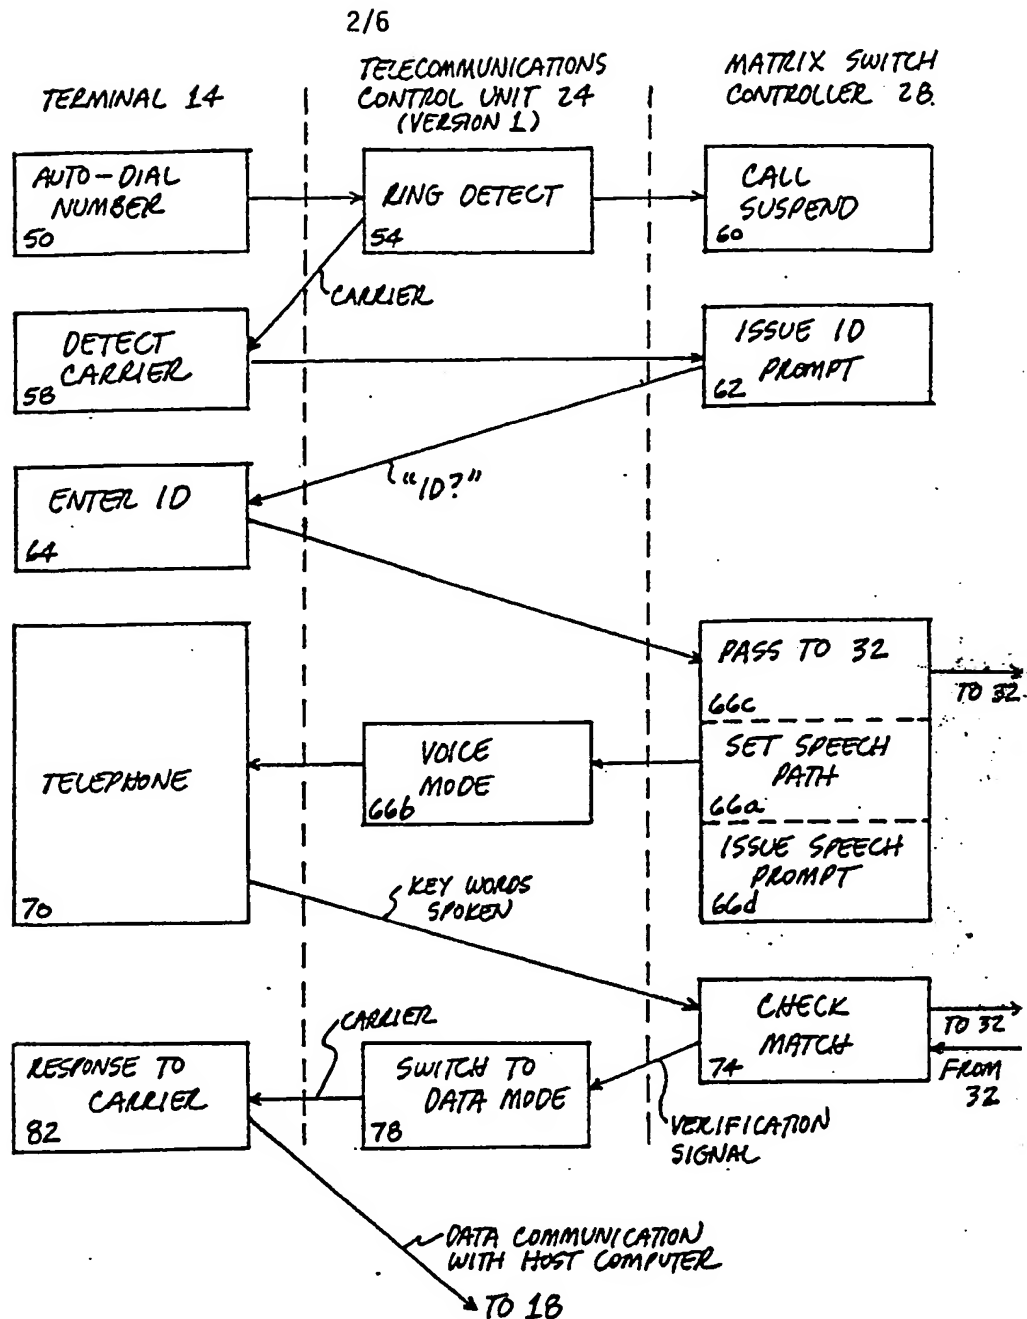 2/6
TERMINAL 14
TELECOMMUNICATIONS
CONTROL UNIT 24
(VERSION 1)
MATRIX SWITCH
CONTROLLER 28.
AUTO-DIAL
NUMBER
50
RING DETECT
54
CALL
SUSPEND
60
CARRIER
DETECT
CARRIER
58
ISSUE ID
PROMPT
62
"ID?"
ENTER ID
64
PASS TO 32
66c
TO 32
TELEPHONE
70
VOICE
MODE
66b
SET SPEECH
PATH
66a
ISSUE SPEECH
PROMPT
66d
KEY WORDS
SPOKEN
CHECK
MATCH
74
TO 32
FROM
32
CARRIER
RESPONSE TO
CARRIER
82
SWITCH TO
DATA MODE
78
VERIFICATION
SIGNAL
DATA COMMUNICATION
WITH HOST COMPUTER
TO 18